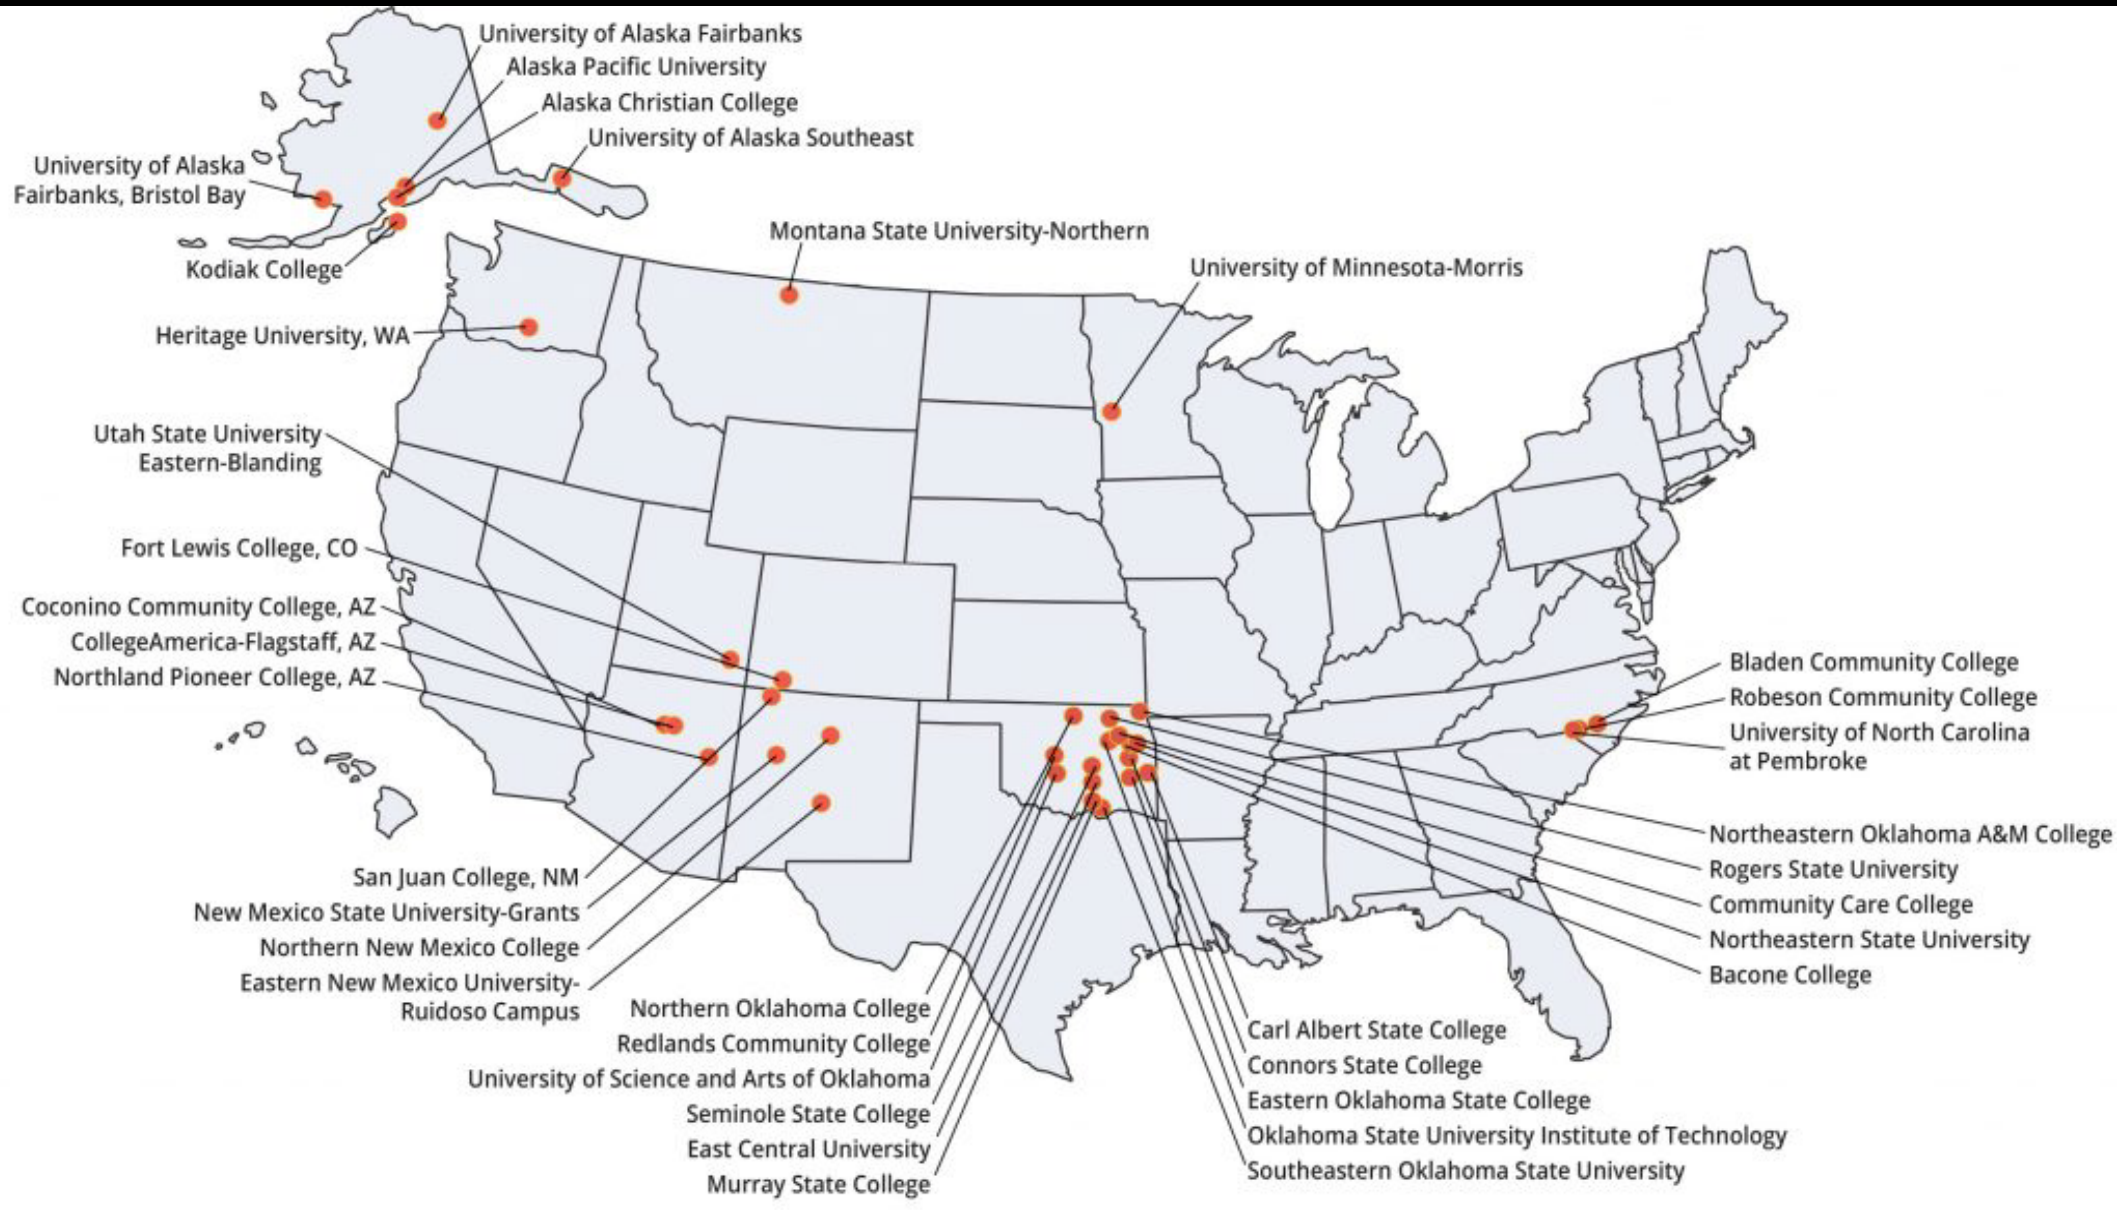 University of Alaska Fairbanks
Alaska Pacific University
Alaska Christian College
University of Alaska Southeast
University of Alaska
Fairbanks, Bristol Bay
Kodiak College
Montana State University-Northern
University of Minnesota-Morris
Heritage University, WA
Utah State University
Eastern-Blanding
Fort Lewis College, CO
Coconino Community College, AZ
CollegeAmerica-Flagstaff, AZ
Northland Pioneer College, AZ
Bladen Community College
Robeson Community College
University of North Carolina
at Pembroke
San Juan College, NM
New Mexico State University-Grants
Northern New Mexico College
Eastern New Mexico University-
Ruidoso Campus
Northern Oklahoma College
Redlands Community College
University of Science and Arts of Oklahoma
Seminole State College
East Central University
Murray State College
Carl Albert State College
Connors State College
Eastern Oklahoma State College
Oklahoma State University Institute of Technology
Southeastern Oklahoma State University
Northeastern Oklahoma A&M College
Rogers State University
Community Care College
Northeastern State University
Bacone College